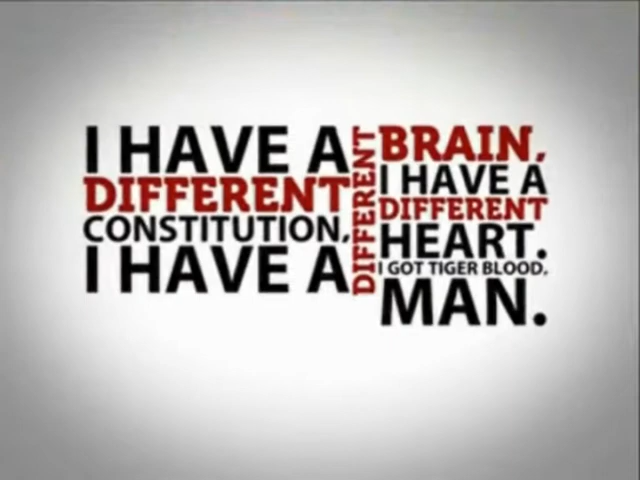 I HAVE A
DIFFERENT
CONSTITUTION,
I HAVE A
DIFFERENT
BRAIN,
I HAVE A
DIFFERENT
HEART.
I GOT TIGER BLOOD,
MAN.